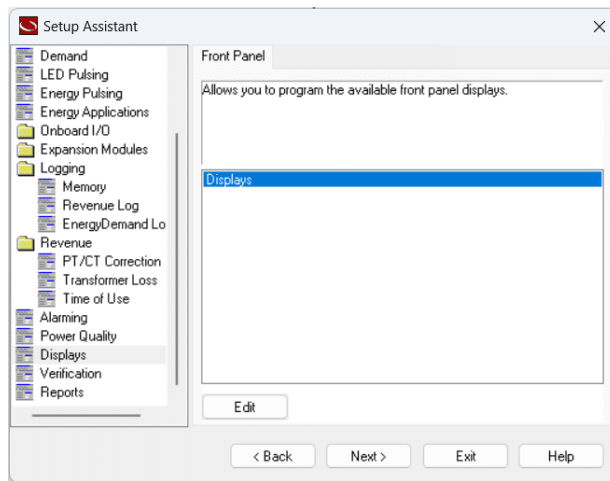 Setup Assistant
Demand
LED Pulsing
Energy Pulsing
Energy Applications
Onboard I/O
Expansion Modules
Logging
Memory
Revenue Log
EnergyDemand Lo
Revenue
PT/CT Correction
Transformer Loss
Time of Use
Alarming
Power Quality
Displays
Verification
Reports
Front Panel
Allows you to program the available front panel displays.
Displays
Edit
< Back
Next >
Exit
Help